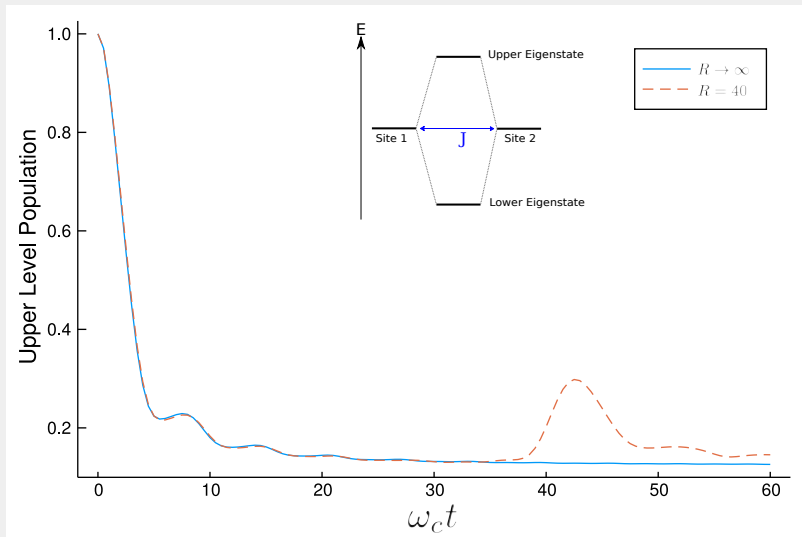 E
Upper Eigenstate
Site 1
J
Site 2
Lower Eigenstate
R → ∞
R = 40
Upper Level Population
1.0
0.8
0.6
0.4
0.2
0 10 20 30 40 50 60
ω_c t